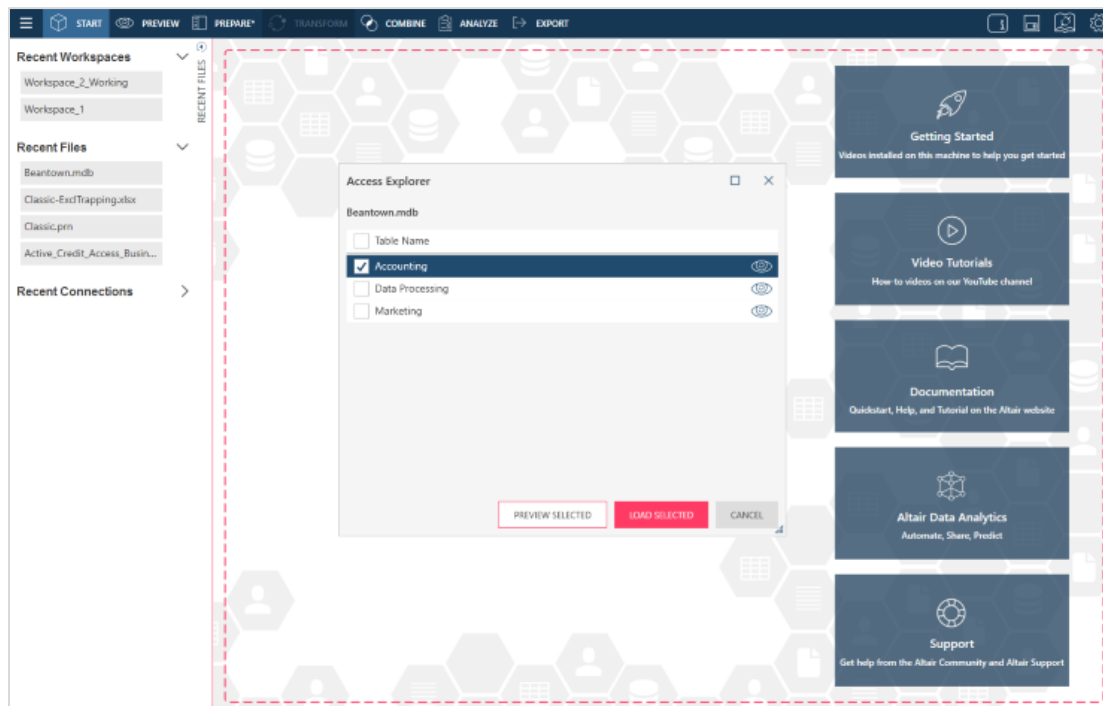 START PREVIEW PREPARE* TRANSFORM COMBINE ANALYZE EXPORT
Recent Workspaces
Workspace_2_Working
Workspace_1
Recent Files
Beantown.mdb
Classic-ExclTrapping.xlsx
Classic.prn
Active_Credit_Access_Busin...
Recent Connections
RECENT FILES
Access Explorer
Beantown.mdb
Table Name
Accounting
Data Processing
Marketing
PREVIEW SELECTED LOAD SELECTED CANCEL
Getting Started
Videos installed on this machine to help you get started
Video Tutorials
How-to videos on our YouTube channel
Documentation
Quickstart, Help, and Tutorial on the Altair website
Altair Data Analytics
Automate, Share, Predict
Support
Get help from the Altair Community and Altair Support